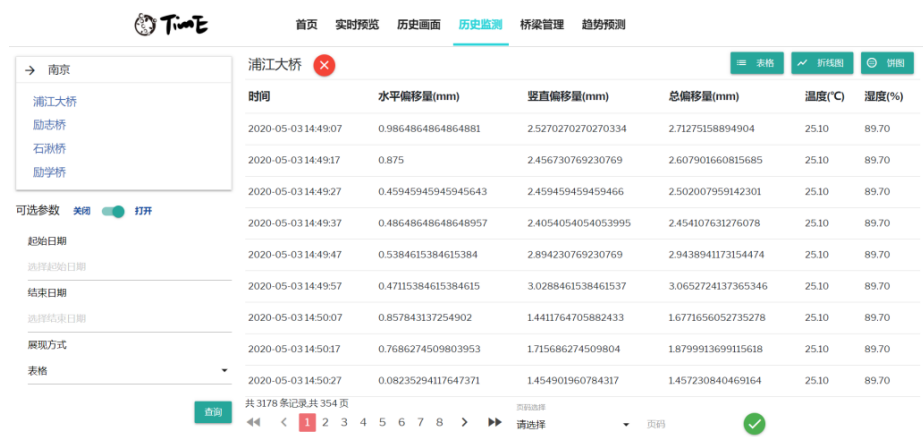 TimE 首页 实时预览 历史画面 历史监测 桥梁管理 趋势预测
南京
浦江大桥
励志桥
石湫桥
励学桥
可选参数 关闭 打开
起始日期
选择起始日期
结束日期
选择结束日期
展现方式
表格
查询
浦江大桥 表格 折线图 饼图
时间 水平偏移量(mm) 竖直偏移量(mm) 总偏移量(mm) 温度(℃) 湿度(%)
2020-05-03 14:49:07 0.9864864864864881 2.5270270270270334 2.71275158894904 25.10 89.70
2020-05-03 14:49:17 0.875 2.456730769230769 2.607901660815685 25.10 89.70
2020-05-03 14:49:27 0.45945945945945643 2.459459459459466 2.502007959142301 25.10 89.70
2020-05-03 14:49:37 0.48648648648648957 2.4054054054053995 2.454107631276078 25.10 89.70
2020-05-03 14:49:47 0.5384615384615384 2.894230769230769 2.9438941173154474 25.10 89.70
2020-05-03 14:49:57 0.47115384615384615 3.0288461538461537 3.0652724137365346 25.10 89.70
2020-05-03 14:50:07 0.857843137254902 1.4411764705882433 1.6771656052735278 25.10 89.70
2020-05-03 14:50:17 0.7686274509803953 1.715686274509804 1.8799913699115618 25.10 89.70
2020-05-03 14:50:27 0.08235294117647371 1.454901960784317 1.457230840469164 25.10 89.70
共 3178 条记录,共 354 页
1 2 3 4 5 6 7 8
页码选择
请选择 页码